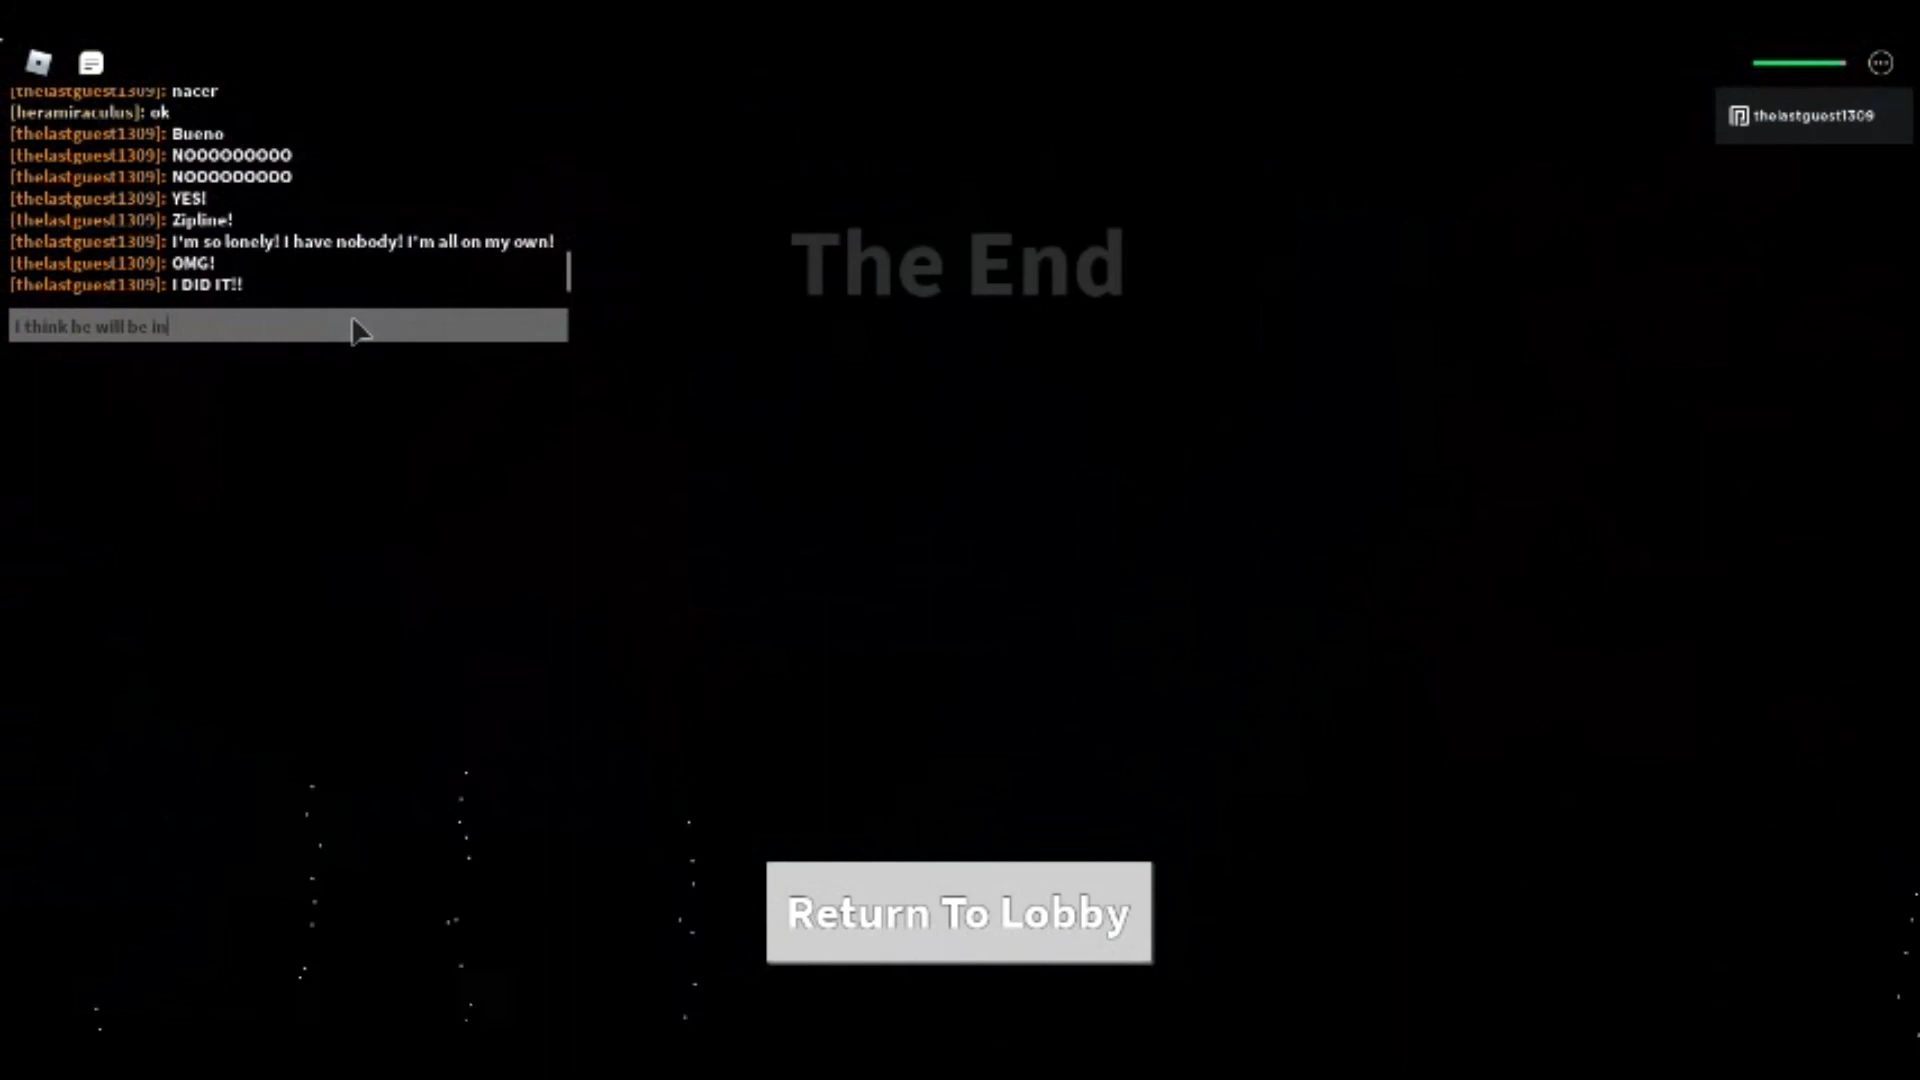 [thelastguest1309]: nacer
[heramiraculus]: ok
[thelastguest1309]: Bueno
[thelastguest1309]: NOOOOOOOOO
[thelastguest1309]: NOOOOOOOOO
[thelastguest1309]: YES!
[thelastguest1309]: Zipline!
[thelastguest1309]: I'm so lonely! I have nobody! I'm all on my own!
[thelastguest1309]: OMG!
[thelastguest1309]: I DID IT!!
I think he will be in
thelastguest1309
The End
Return To Lobby